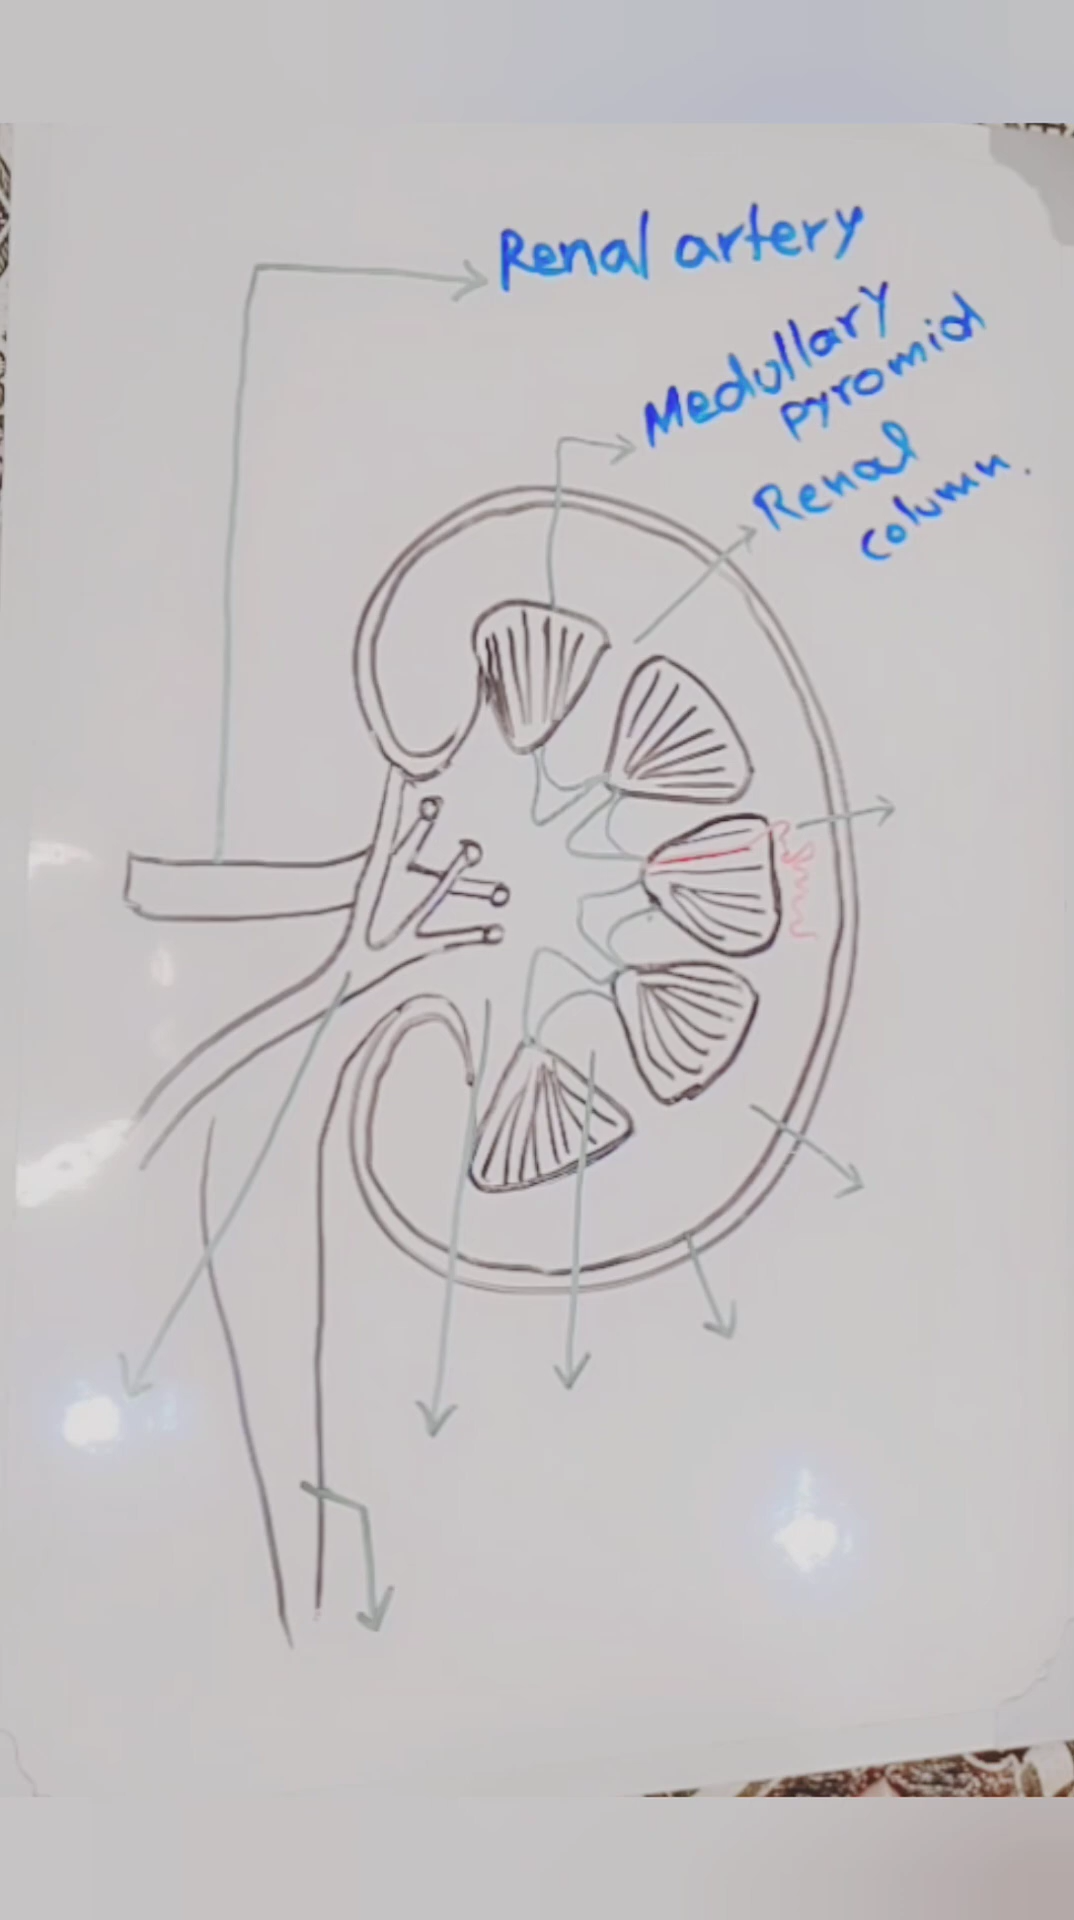 Renal artery
Medullary
pyromid
Renal
column.